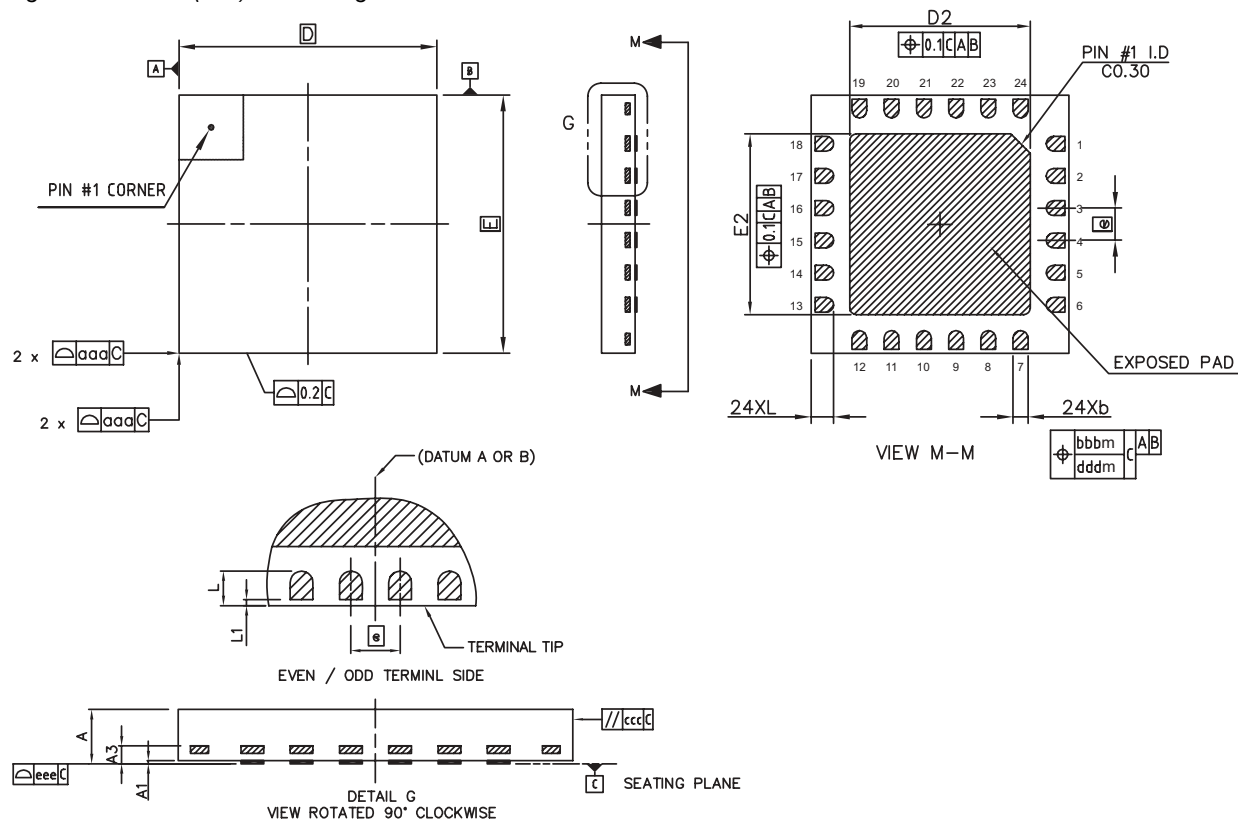 D
A
B
PIN #1 CORNER
E
2 x aaa C
0.2 C
2 x aaa C
M
G
M
D2
0.1 C A B
PIN #1 I.D
C0.30
19 20 21 22 23 24
18
17
16
15
14
13
1
2
3
4
5
6
E2
0.1 C A B
e
12 11 10 9 8 7
EXPOSED PAD
24XL
24Xb
VIEW M-M
bbbm C A B
dddm
(DATUM A OR B)
L
L1
e
TERMINAL TIP
EVEN / ODD TERMINL SIDE
A
A3
A1
// ccc C
eee C
C SEATING PLANE
DETAIL G
VIEW ROTATED 90° CLOCKWISE